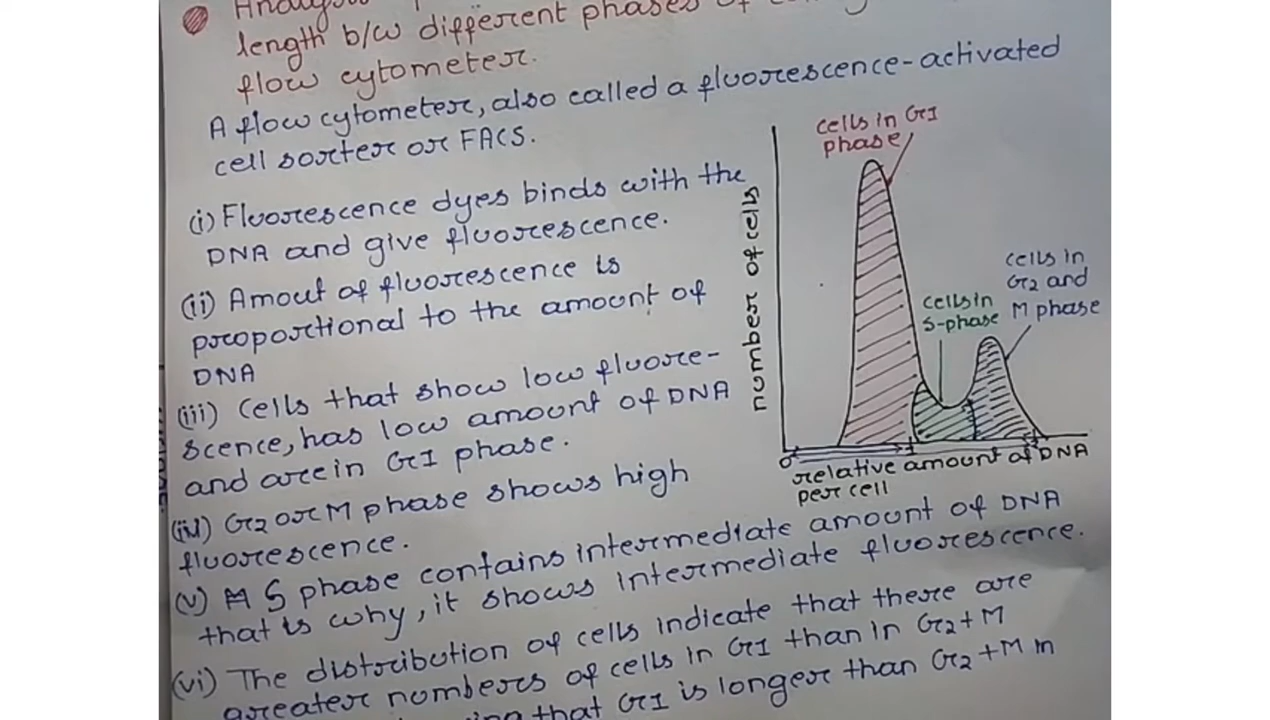 length b/w different phases of
flow cytometer.
A flow cytometer, also called a fluorescence-activated
cell sorter or FACS.
(i) Fluorescence dyes binds with the
DNA and give fluorescence.
(ii) Amout of fluorescence is
proportional to the amount of
DNA
(iii) Cells that show low fluore-
scence, has low amount of DNA
and are in G1 phase.
(iv) G2 or M phase shows high
fluorescence.
(v) S phase contains intermediate amount of DNA
that is why, it shows intermediate fluorescence.
(vi) The distribution of cells indicate that there are
greater numbers of cells in G1 than in G2+M
that G1 is longer than G2+M in
number of cells
cells in G1
phase
cells in
S-phase
cells in
G2 and
M phase
0 1 2
relative amount of DNA
per cell